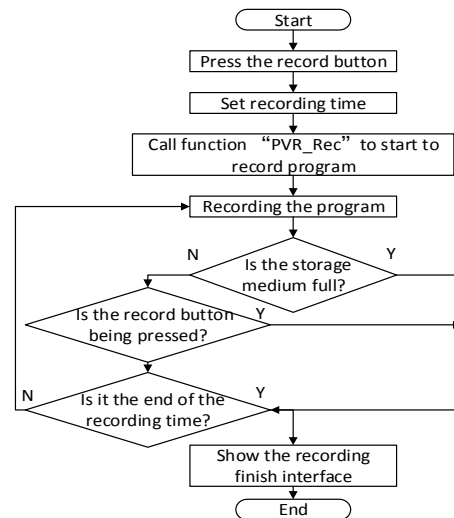 Start
Press the record button
Set recording time
Call function “PVR_Rec” to start to
record program
Recording the program
N
Y
Is the storage
medium full?
Is the record button
being pressed?
Y
N
Is it the end of the
recording time?
Y
Show the recording
finish interface
End